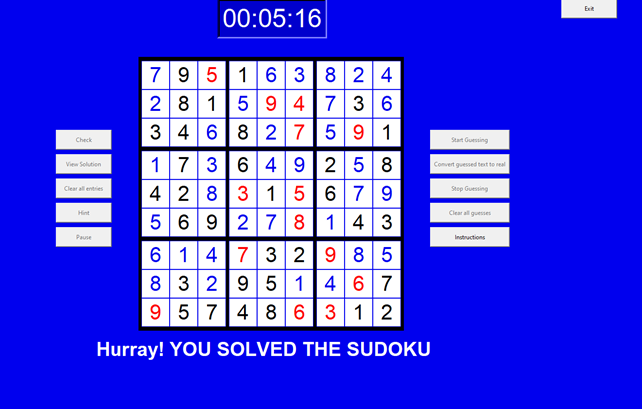 00:05:16
Exit
7 9 5 1 6 3 8 2 4
2 8 1 5 9 4 7 3 6
3 4 6 8 2 7 5 9 1
1 7 3 6 4 9 2 5 8
4 2 8 3 1 5 6 7 9
5 6 9 2 7 8 1 4 3
6 1 4 7 3 2 9 8 5
8 3 2 9 5 1 4 6 7
9 5 7 4 8 6 3 1 2
Check
View Solution
Clear all entries
Hint
Pause
Start Guessing
Convert guessed text to real
Stop Guessing
Clear all guesses
Instructions
Hurray! YOU SOLVED THE SUDOKU